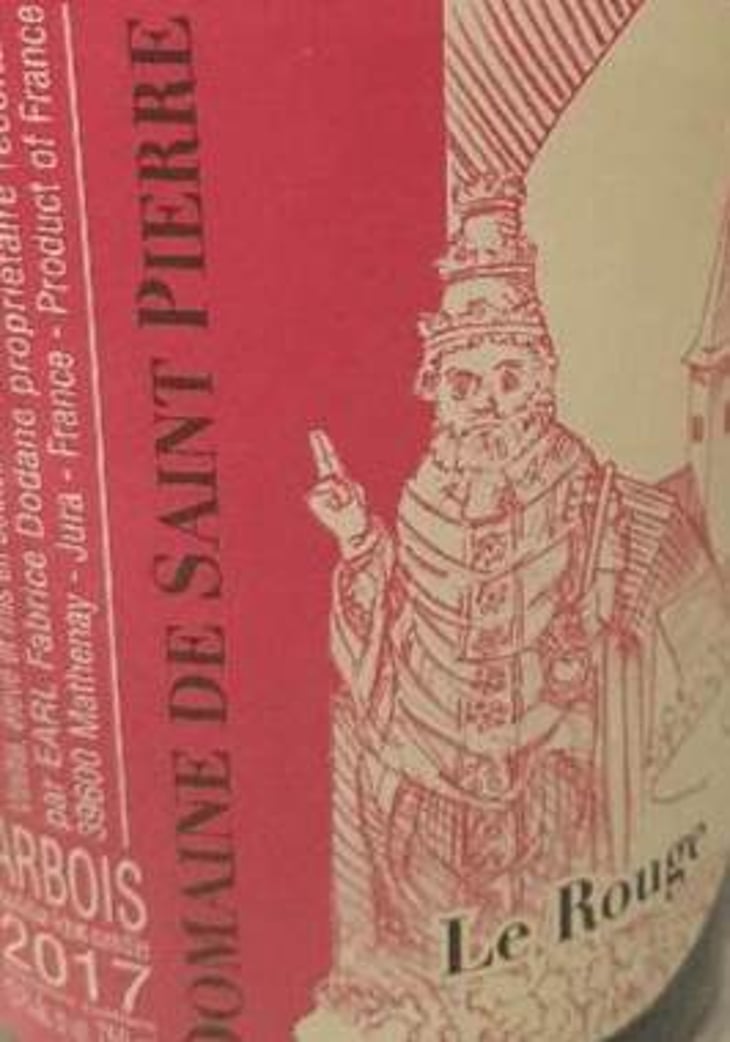 DOMAINE DE SAINT PIERRE
Le Rouge
propriétaire
par EARL Fabrice Dodane
39600 Mathenay - Jura - France - Product of France
ARBOIS
2017